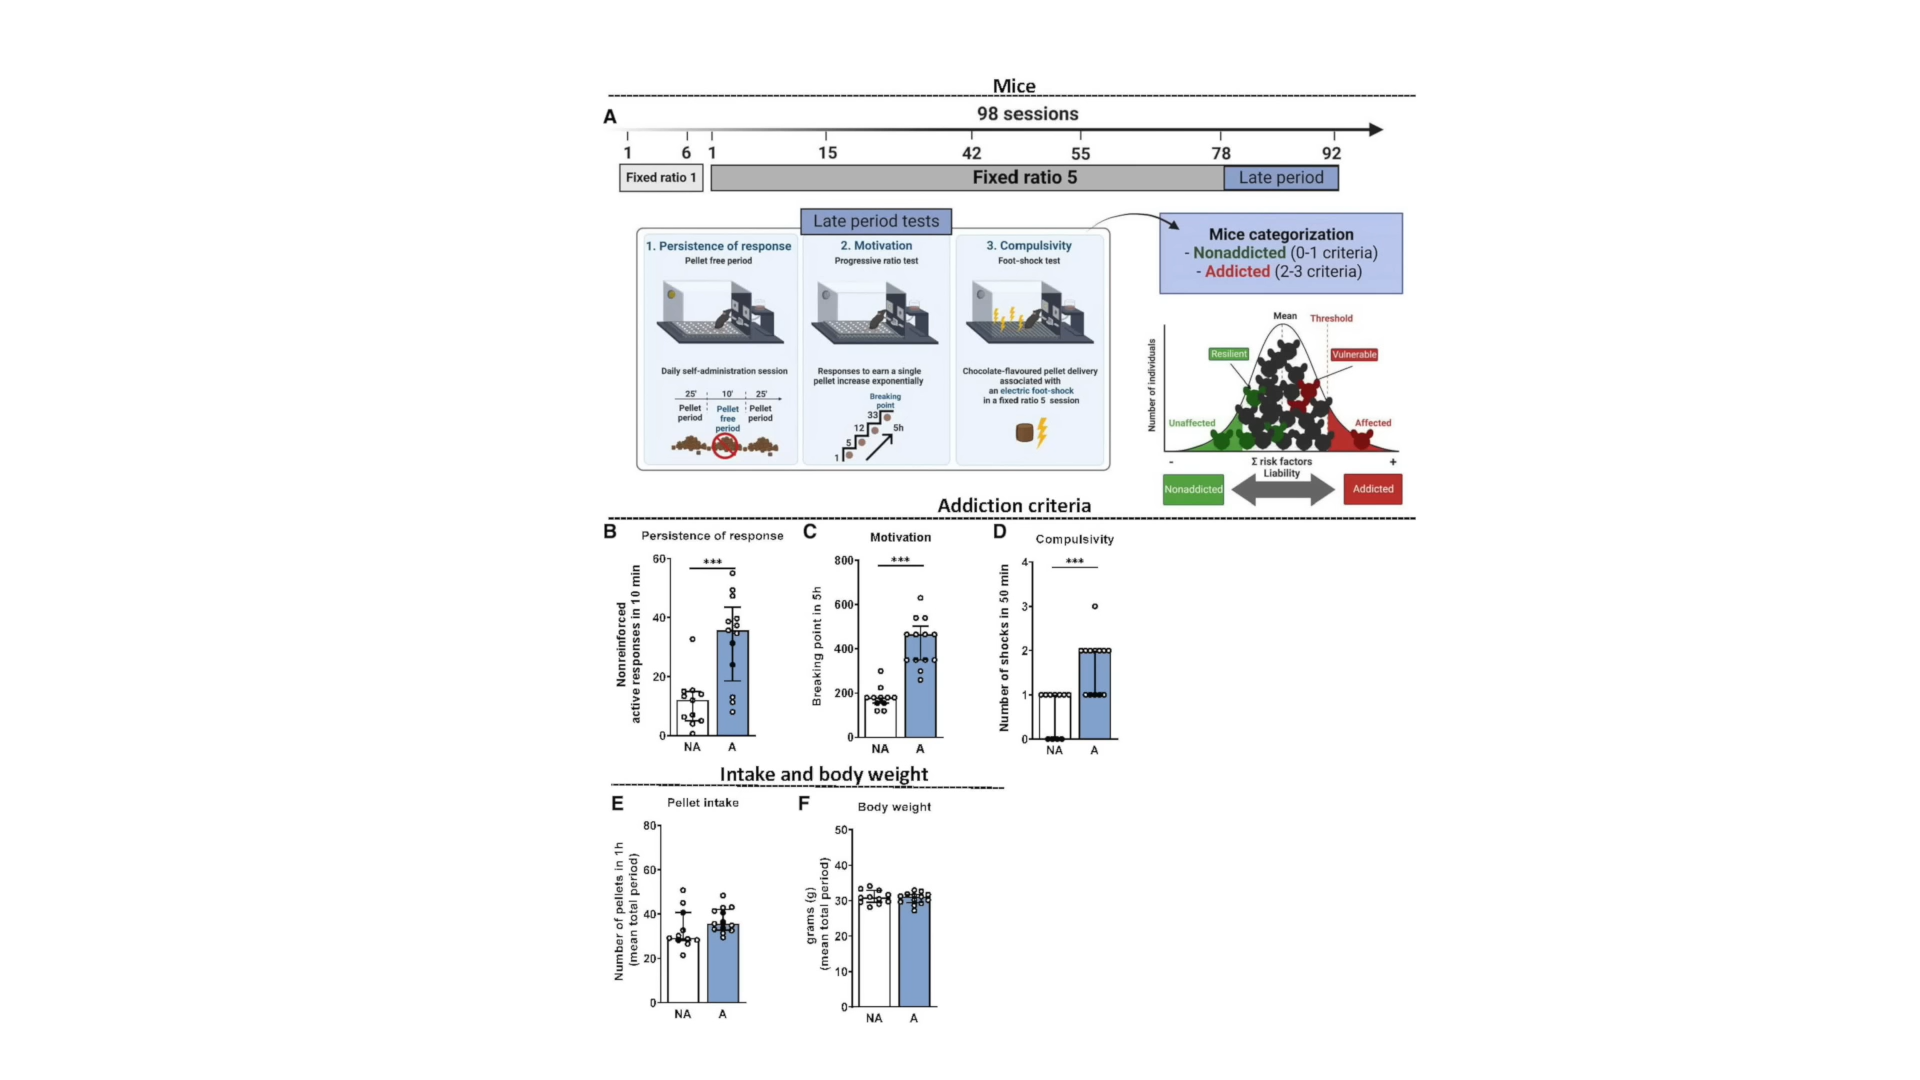 Mice
A
98 sessions
1 6 1 15 42 55 78 92
Fixed ratio 1
Fixed ratio 5
Late period
Late period tests
1. Persistence of response
Pellet free period
Daily self-administration session
25' 10' 25'
Pellet period
Pellet free period
Pellet period
2. Motivation
Progressive ratio test
Responses to earn a single
pellet increase exponentially
Breaking
point
33
12
5
1
5h
3. Compulsivity
Foot-shock test
Chocolate-flavoured pellet delivery
associated with
an electric foot-shock
in a fixed ratio 5 session
Mice categorization
- Nonaddicted (0-1 criteria)
- Addicted (2-3 criteria)
Mean
Threshold
Resilient
Vulnerable
Number of individuals
Unaffected
Affected
-
Σ risk factors
+
Liability
Nonaddicted
Addicted
Addiction criteria
B
Persistence of response
Nonreinforced
active responses in 10 min
60
40
20
0
***
NA A
C
Motivation
Breaking point in 5h
800
600
400
200
0
***
NA A
D
Compulsivity
Number of shocks in 50 min
4
3
2
1
0
***
NA A
Intake and body weight
E
Pellet intake
Number of pellets in 1h
(mean total period)
80
60
40
20
0
NA A
F
Body weight
grams (g)
(mean total period)
50
40
30
20
10
0
NA A